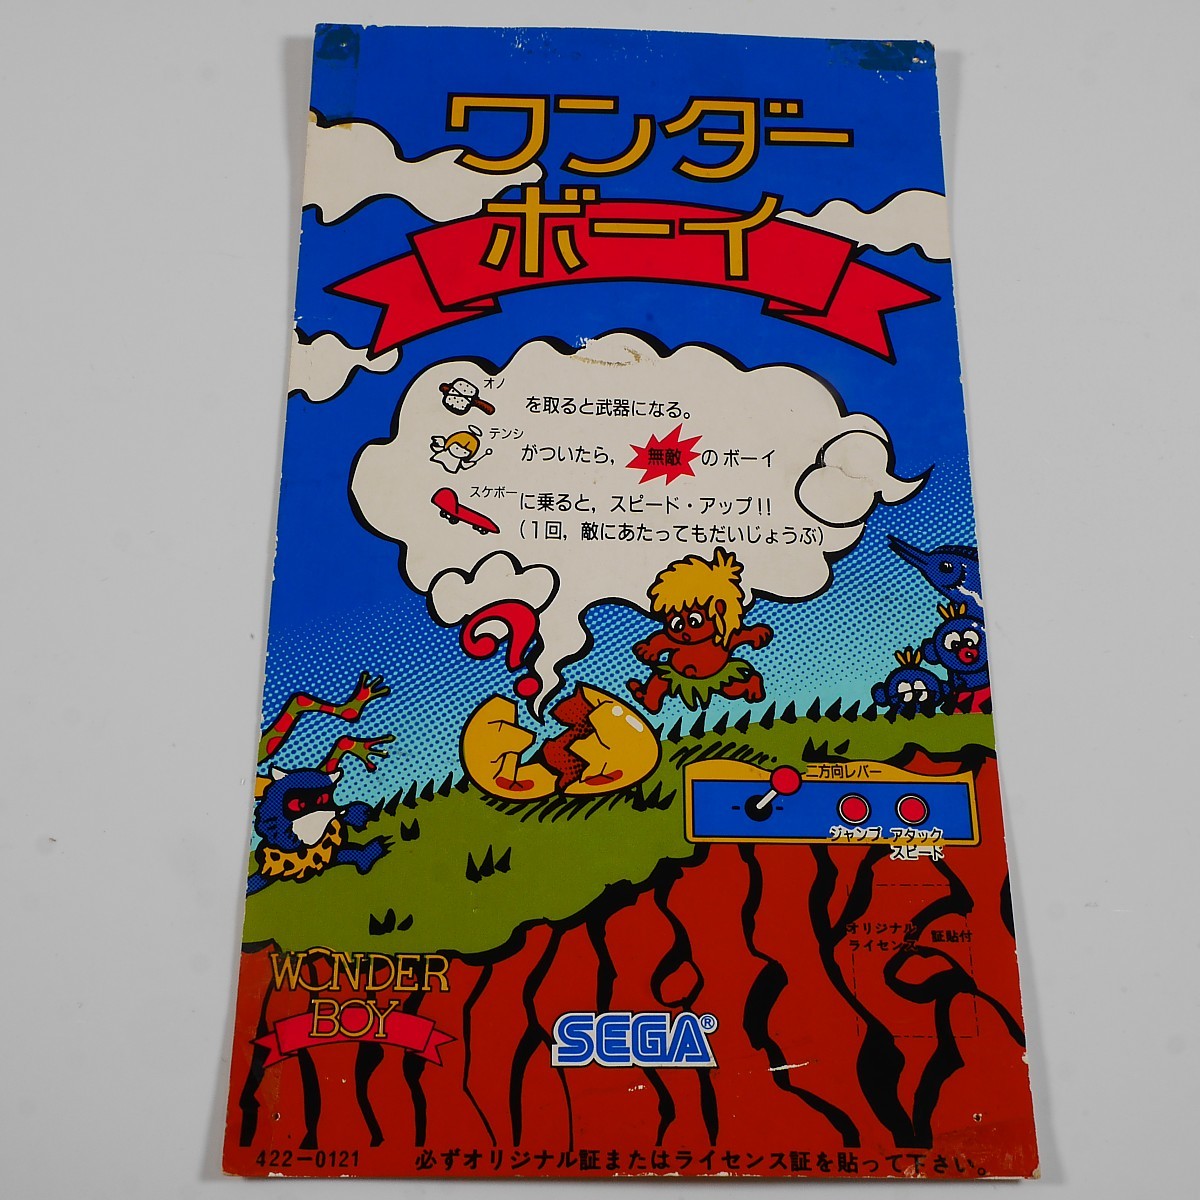 ワンダー
ボーイ
オノ
を取ると武器になる。
テンシ
がついたら, 無敵のボーイ
スケボー
に乗ると, スピード・アップ!!
(1回, 敵にあたってもだいじょうぶ)
?
二方向レバー
ジャンプ アタック
スピード
オリジナル
ライセンス 証貼付
WONDER
BOY
SEGA®
422-0121 必ずオリジナル証またはライセンス証を貼って下さい。